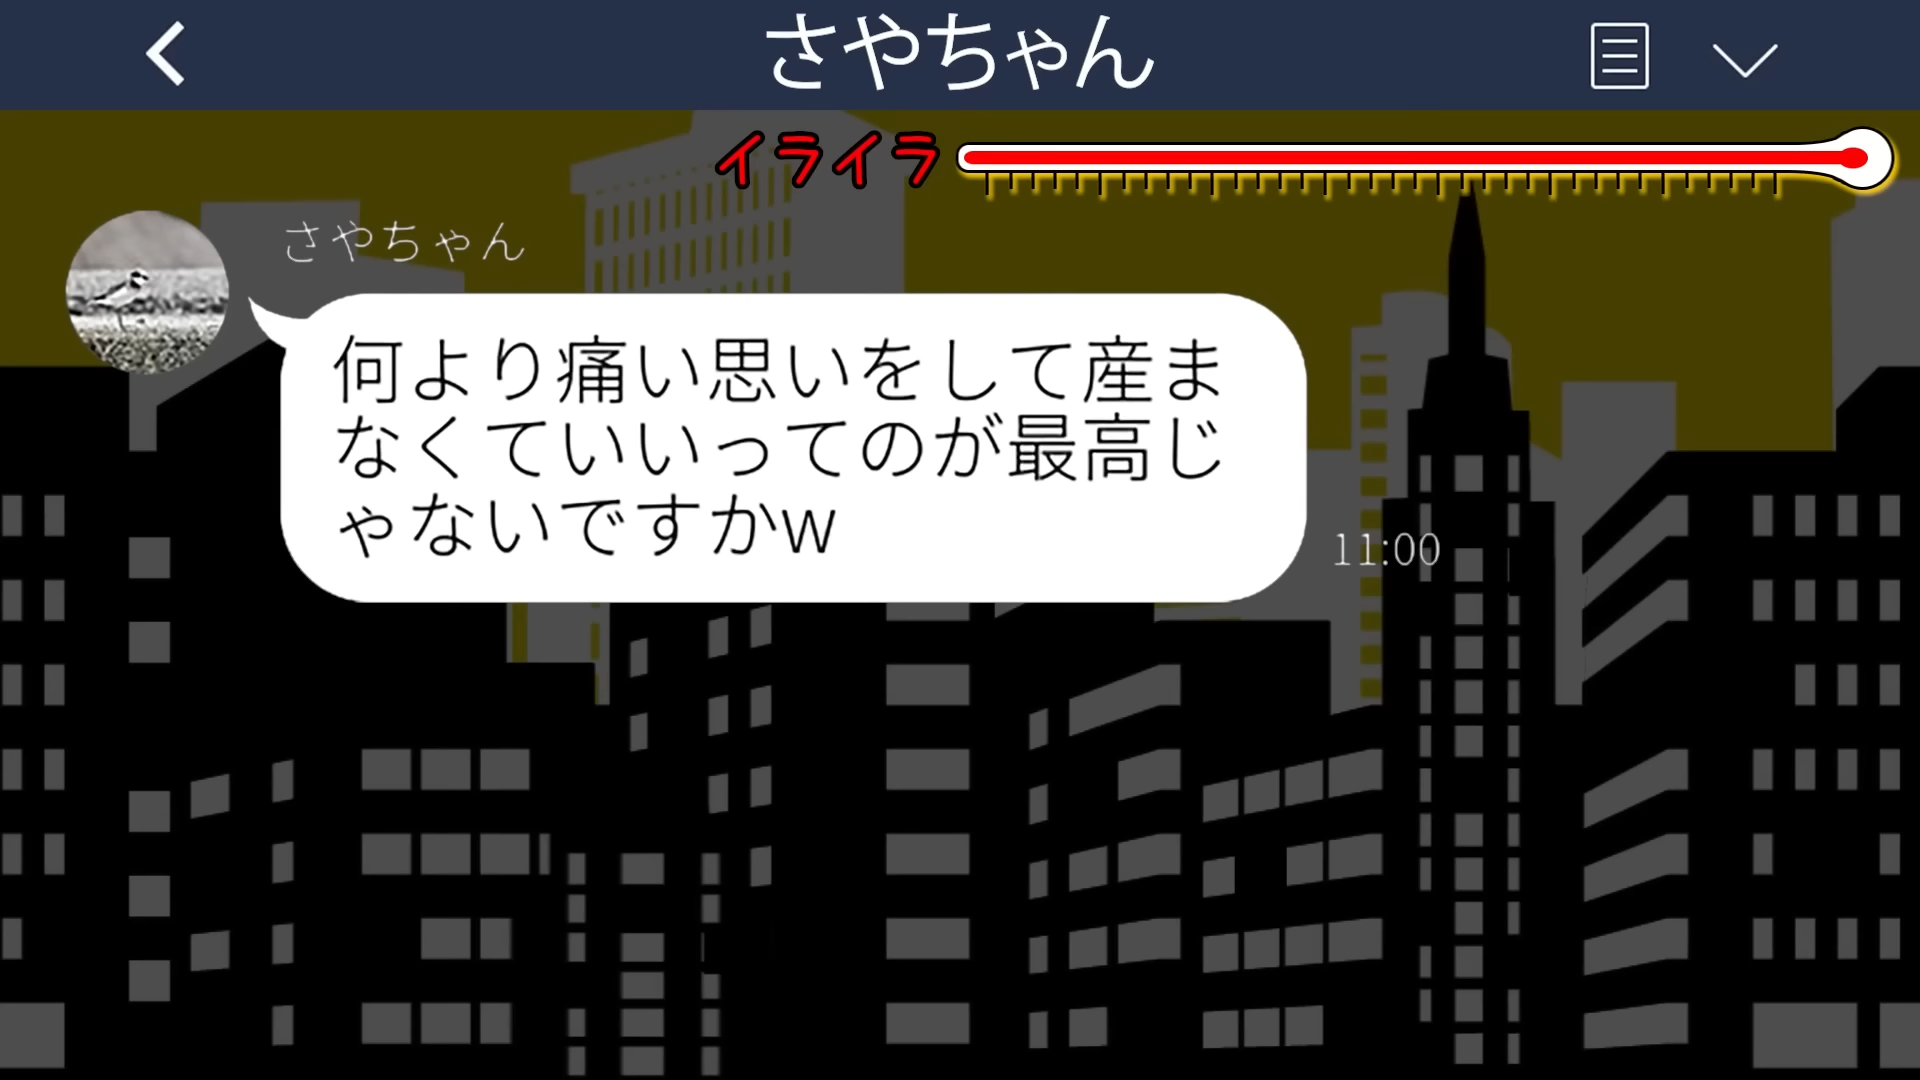 さやちゃん
イライラ
さやちゃん
何より痛い思いをして産ま
なくていいってのが最高じ
ゃないですかw
11:00